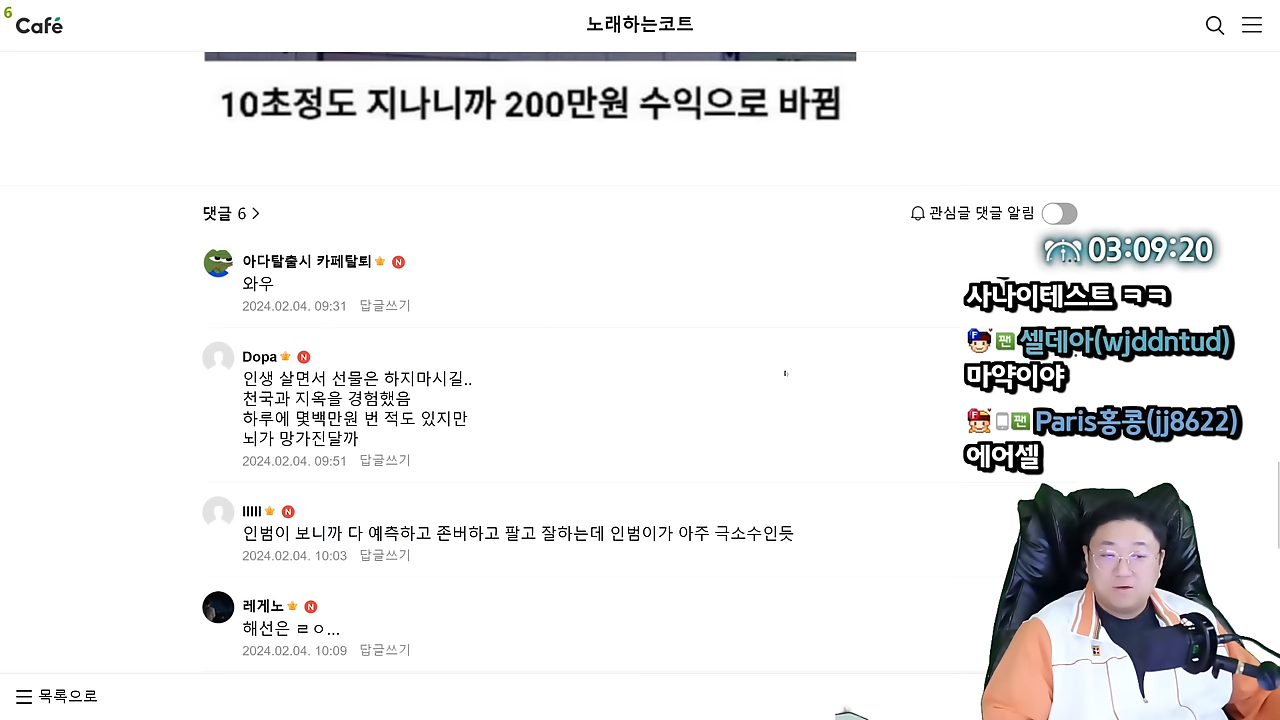 6
Café
노래하는코트
10초정도 지나니까 200만원 수익으로 바뀜
댓글 6
관심글 댓글 알림
03:09:20
아다탈출시 카페탈퇴 N
와우
2024.02.04. 09:31 답글쓰기
사나이테스트 ㅋㅋ
F 팬 셀데아(wjddntud)
마약이야
F 팬 Paris홍콩(jj8622)
에어셀
Dopa N
인생 살면서 선물은 하지마시길..
천국과 지옥을 경험했음
하루에 몇백만원 번 적도 있지만
뇌가 망가진달까
2024.02.04. 09:51 답글쓰기
lllll N
인범이 보니까 다 예측하고 존버하고 팔고 잘하는데 인범이가 아주 극소수인듯
2024.02.04. 10:03 답글쓰기
레게노 N
해선은 ㄹㅇ...
2024.02.04. 10:09 답글쓰기
목록으로